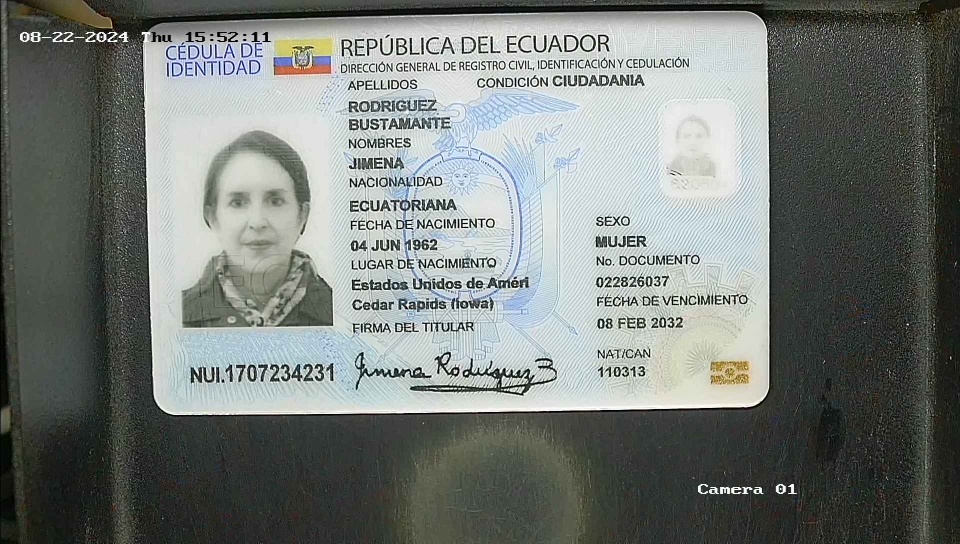 08-22-2024 Thu 15:52:11
CÉDULA DE
IDENTIDAD
REPÚBLICA DEL ECUADOR
DIRECCIÓN GENERAL DE REGISTRO CIVIL, IDENTIFICACIÓN Y CEDULACIÓN
APELLIDOS
CONDICIÓN CIUDADANIA
RODRIGUEZ
BUSTAMANTE
NOMBRES
JIMENA
NACIONALIDAD
ECUATORIANA
FECHA DE NACIMIENTO
04 JUN 1962
LUGAR DE NACIMIENTO
Estados Unidos de Améri
Cedar Rapids (Iowa)
FIRMA DEL TITULAR
SEXO
MUJER
No. DOCUMENTO
022826037
FECHA DE VENCIMIENTO
08 FEB 2032
NAT/CAN
110313
NUI.1707234231
Jimena Rodríguez B
Camera 01